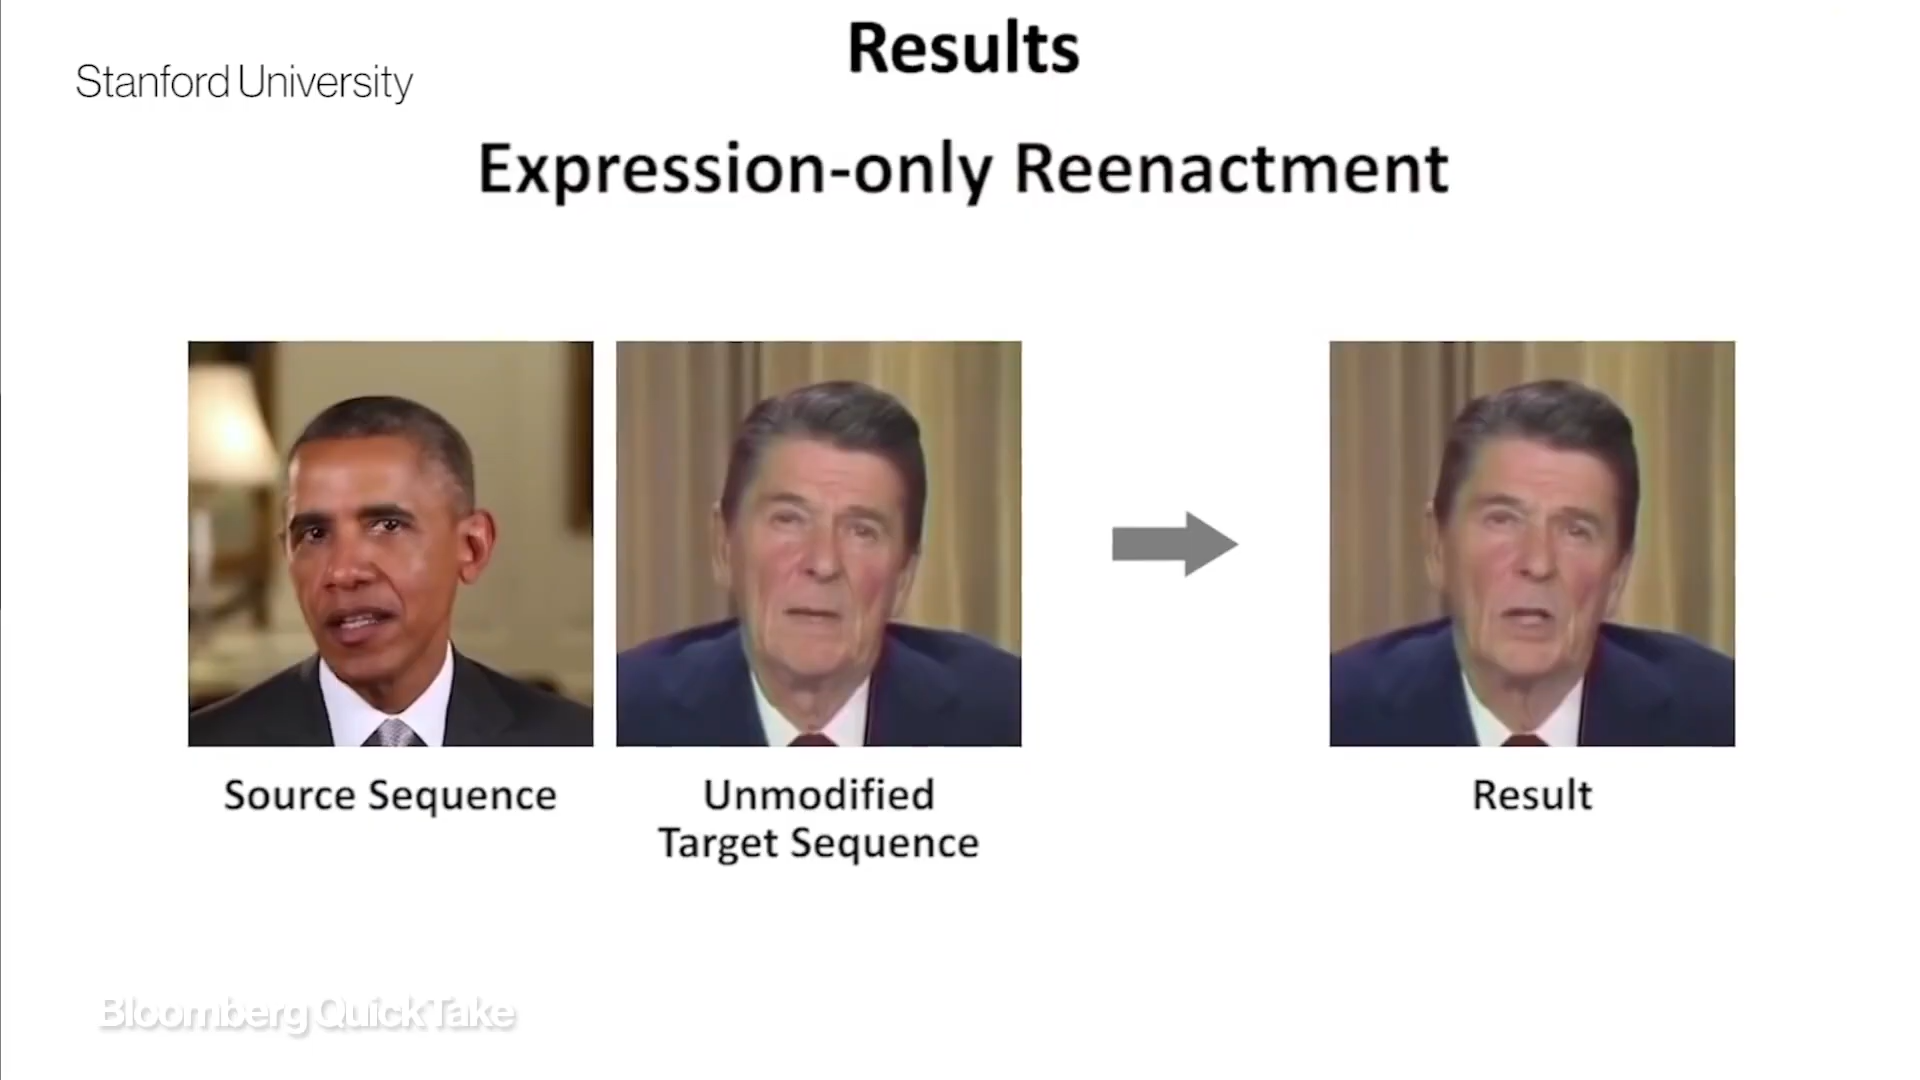 Results
Stanford University
Expression-only Reenactment
Source Sequence
Unmodified
Target Sequence
Result
Bloomberg QuickTake